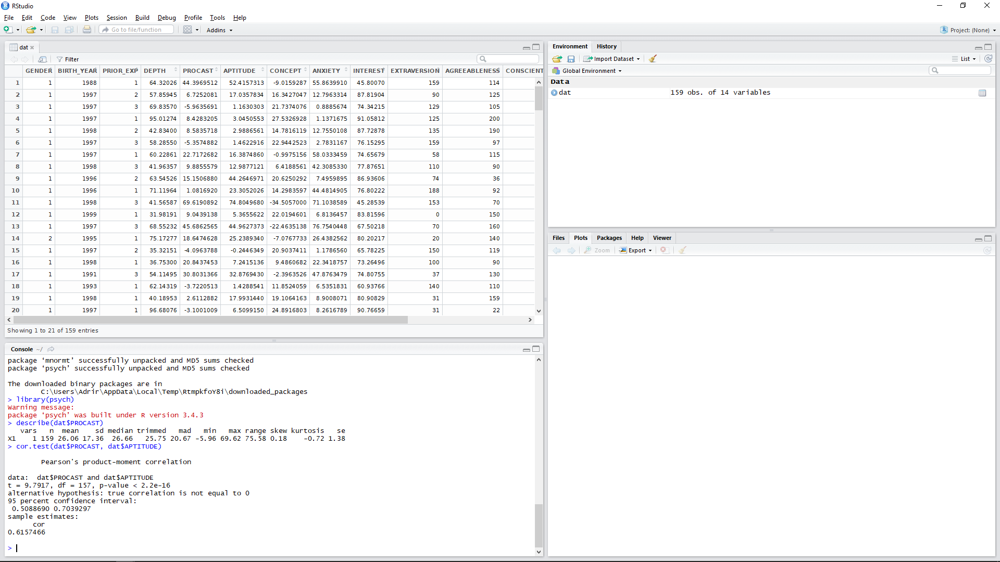 RStudio
File Edit Code View Plots Session Build Debug Profile Tools Help
Go to file/function Addins Project: (None)
dat
Filter
GENDER BIRTH_YEAR PRIOR_EXP DEPTH PROCAST APTITUDE CONCEPT ANXIETY INTEREST EXTRAVERSION AGREEABLENESS CONSCIENT
1 1 1988 1 64.32026 44.3969512 52.4157313 -9.0159287 55.8639910 45.80070 159 114
2 1 1997 2 57.85945 6.7252081 17.0357834 16.3427047 12.7963314 87.81904 90 125
3 1 1997 3 69.83570 -5.9635691 1.1630303 21.7374076 0.8885674 74.34215 129 105
4 1 1997 1 95.01274 8.4283205 3.0450553 27.5326928 1.1371675 91.05812 125 200
5 1 1998 2 42.83400 8.5835718 2.9886561 14.7816119 12.7550108 87.72878 135 190
6 1 1997 3 58.28550 -5.3574882 1.4622916 22.9442523 2.7831167 76.15295 159 97
7 1 1997 1 60.22861 22.7172682 16.3874860 -0.9975156 58.0333459 74.65679 58 115
8 1 1998 3 41.96357 9.8855579 12.9877121 6.4188561 42.3085330 77.87651 110 90
9 1 1996 2 63.54526 15.1506880 44.2646971 20.6250292 7.4959895 86.93606 74 36
10 1 1996 1 71.11964 1.0816920 23.3052026 14.2983597 44.4814905 76.80222 188 92
11 1 1998 3 41.56587 69.6190892 74.8049680 -34.5057000 71.1038589 45.28539 153 70
12 1 1999 1 31.98191 9.0439138 5.3655622 22.0194601 6.8136457 83.81596 0 150
13 1 1997 3 68.55232 45.6862565 44.9627373 -22.4635138 76.7540448 67.50218 70 160
14 2 1995 1 75.17277 18.6474628 25.2389340 -7.0767733 26.4382562 80.20217 20 140
15 1 1997 2 35.32151 -4.0963788 -0.2446349 20.9037411 1.1786560 65.78225 150 119
16 1 1998 1 36.75300 20.8437453 7.2415136 9.4860682 22.3418757 73.26496 100 90
17 1 1991 3 54.11495 30.8031366 32.8769430 -2.3963526 47.8763479 74.80755 37 130
18 1 1993 1 62.14319 -3.7220513 1.4288541 11.8524059 6.5351831 60.93766 140 110
19 1 1998 1 40.18953 2.6112882 17.9931440 19.1064163 8.9008071 80.90829 31 159
20 1 1997 1 96.68076 -3.1001009 6.5099150 24.8916803 8.2616789 90.76659 31 22
Showing 1 to 21 of 159 entries
Console ~/
package ‘mnormt’ successfully unpacked and MD5 sums checked
package ‘psych’ successfully unpacked and MD5 sums checked
The downloaded binary packages are in
C:\Users\Adrir\AppData\Local\Temp\RtmpkfoY8i\downloaded_packages
> library(psych)
Warning message:
package ‘psych’ was built under R version 3.4.3
> describe(dat$PROCAST)
vars n mean sd median trimmed mad min max range skew kurtosis se
X1 1 159 26.06 17.36 26.66 25.75 20.67 -5.96 69.62 75.58 0.18 -0.72 1.38
> cor.test(dat$PROCAST, dat$APTITUDE)
Pearson's product-moment correlation
data: dat$PROCAST and dat$APTITUDE
t = 9.7917, df = 157, p-value < 2.2e-16
alternative hypothesis: true correlation is not equal to 0
95 percent confidence interval:
0.5088690 0.7039297
sample estimates:
cor
0.6157466
>
Environment History
Import Dataset List
Global Environment
Data
dat 159 obs. of 14 variables
Files Plots Packages Help Viewer
Zoom Export